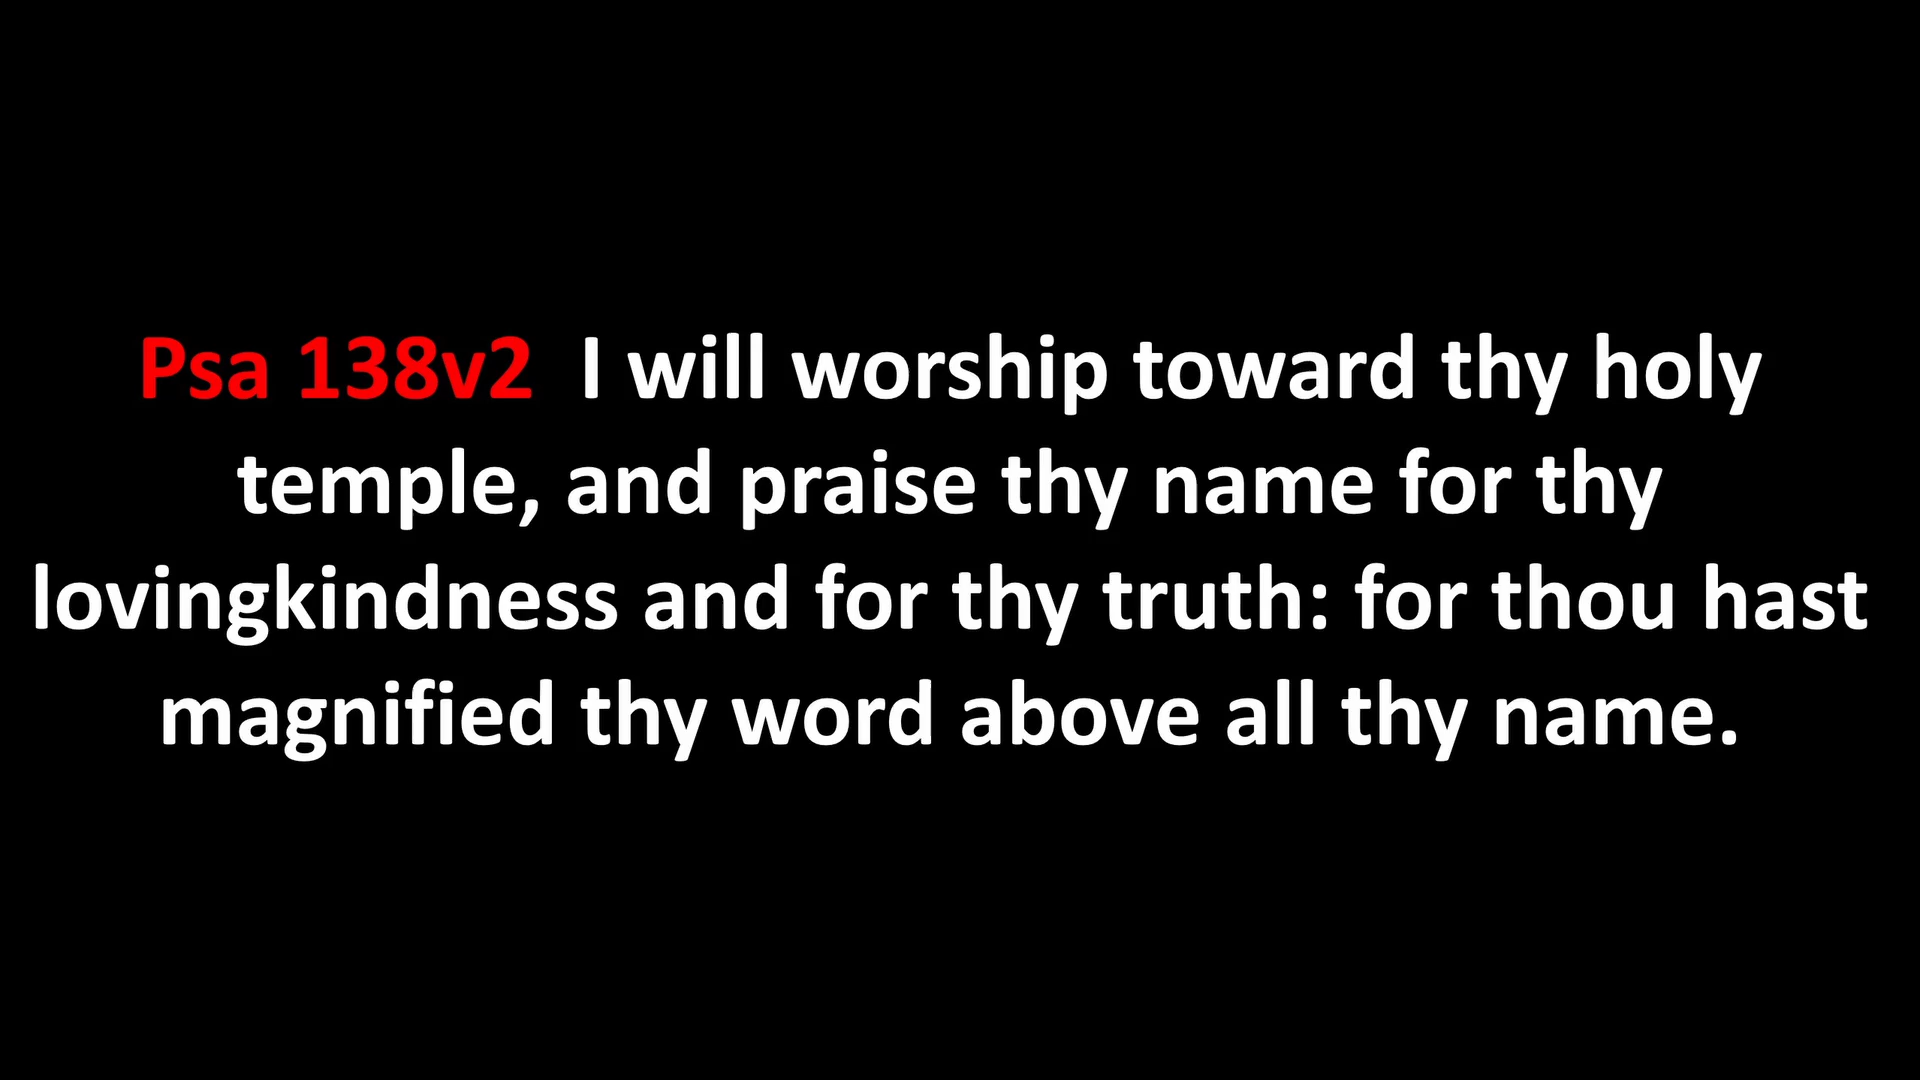 Psa 138v2  I will worship toward thy holy
temple, and praise thy name for thy
lovingkindness and for thy truth: for thou hast
magnified thy word above all thy name.